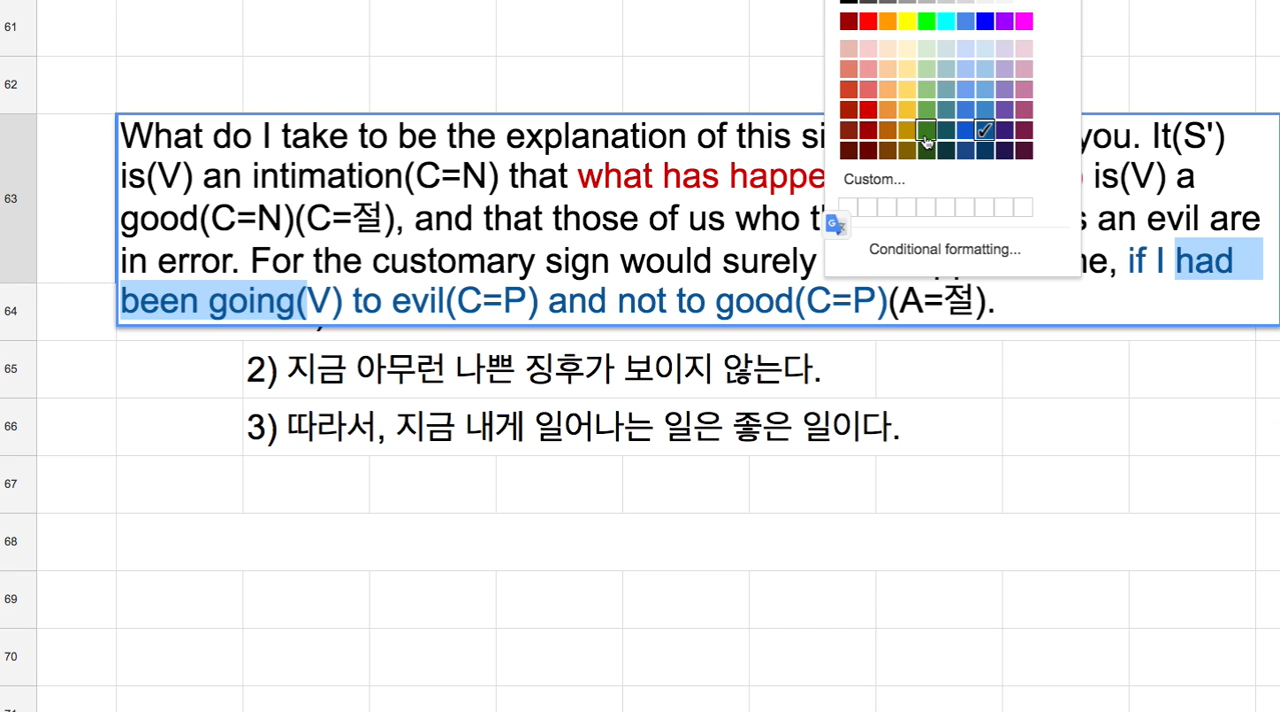 61
62
Custom...
Conditional formatting...
63
What do I take to be the explanation of this si you. It(S')
is(V) an intimation(C=N) that what has happe is(V) a
good(C=N)(C=절), and that those of us who t s an evil are
in error. For the customary sign would surely ne, if I had
been going(V) to evil(C=P) and not to good(C=P)(A=절).
64
65
2) 지금 아무런 나쁜 징후가 보이지 않는다.
66
3) 따라서, 지금 내게 일어나는 일은 좋은 일이다.
67
68
69
70